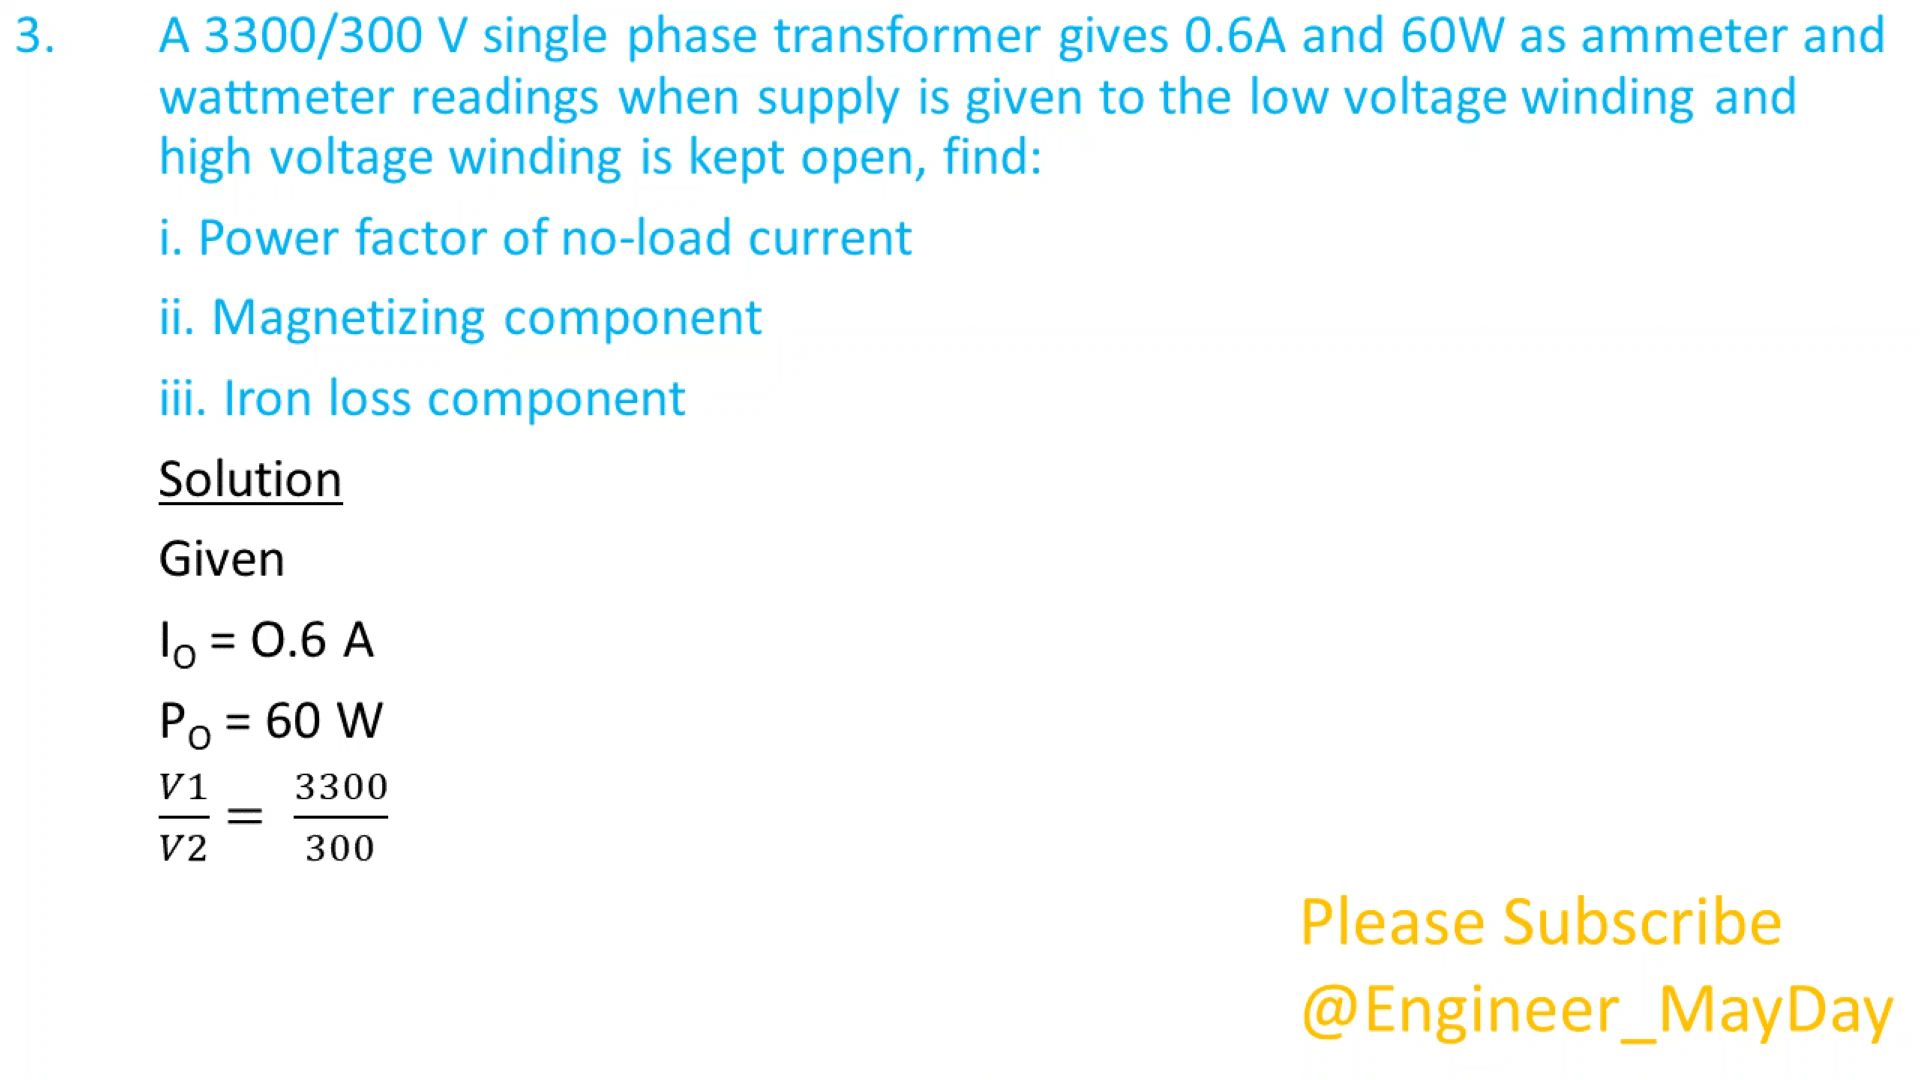 3. A 3300/300 V single phase transformer gives 0.6A and 60W as ammeter and
wattmeter readings when supply is given to the low voltage winding and
high voltage winding is kept open, find:
i. Power factor of no-load current
ii. Magnetizing component
iii. Iron loss component
Solution
Given
I_O = O.6 A
P_O = 60 W
V1/V2 = 3300/300
Please Subscribe
@Engineer_MayDay